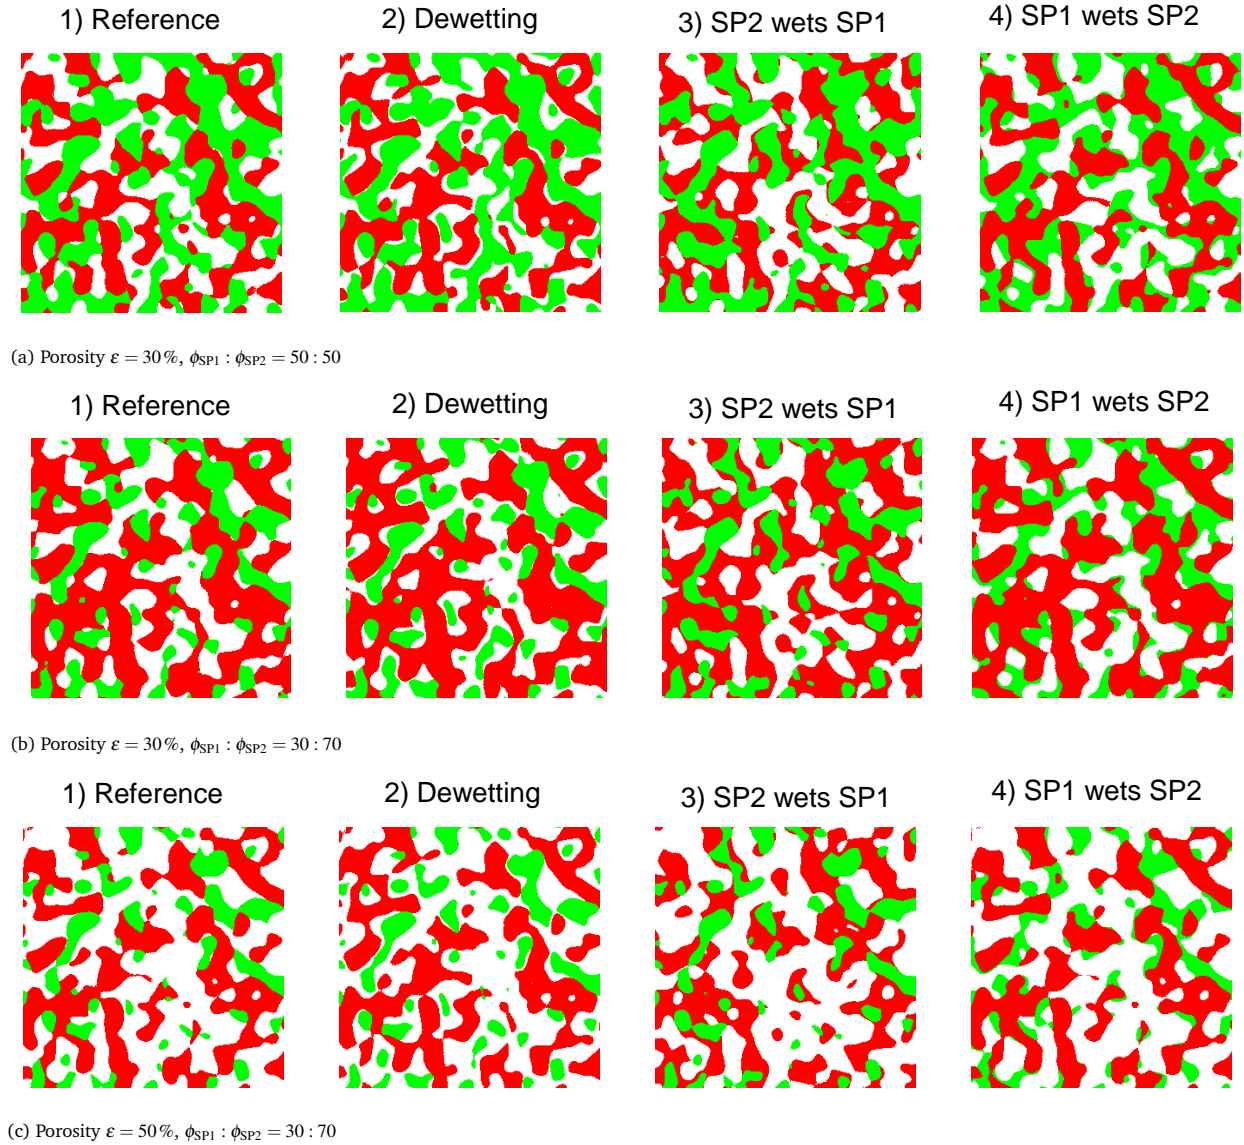 1) Reference 2) Dewetting 3) SP2 wets SP1 4) SP1 wets SP2
(a) Porosity ε = 30%, ϕSP1 : ϕSP2 = 50 : 50
1) Reference 2) Dewetting 3) SP2 wets SP1 4) SP1 wets SP2
(b) Porosity ε = 30%, ϕSP1 : ϕSP2 = 30 : 70
1) Reference 2) Dewetting 3) SP2 wets SP1 4) SP1 wets SP2
(c) Porosity ε = 50%, ϕSP1 : ϕSP2 = 30 : 70